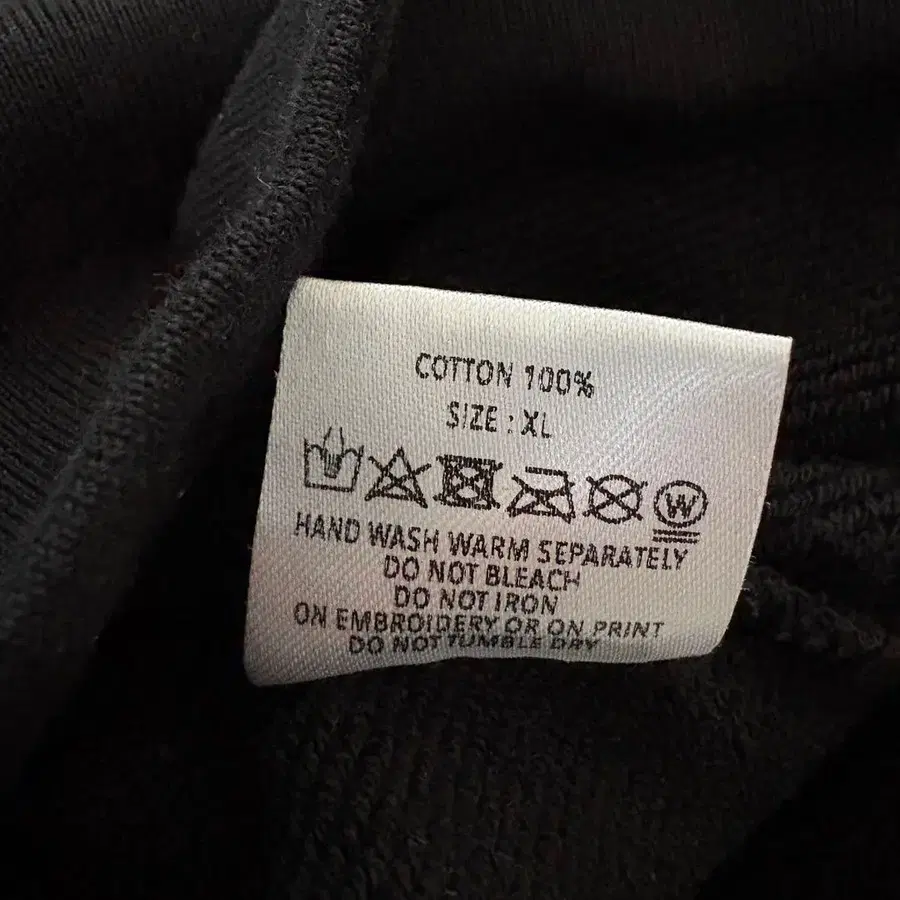 COTTON 100%
SIZE : XL
W
HAND WASH WARM SEPARATELY
DO NOT BLEACH
DO NOT IRON
ON EMBROIDERY OR ON PRINT
DO NOT TUMBLE DRY